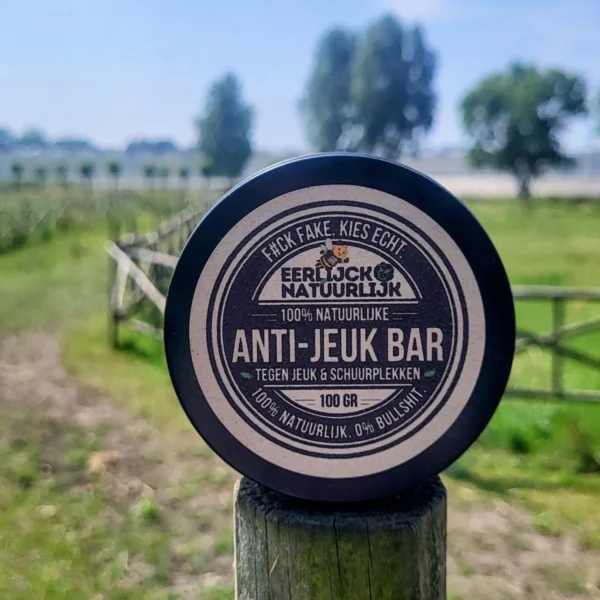 F#CK FAKE. KIES ECHT.
EERLIJCK
NATUURLIJK
100% NATUURLIJKE
ANTI-JEUK BAR
TEGEN JEUK & SCHUURPLEKKEN
100 GR
100% NATUURLIJK. 0% BULLSHIT.